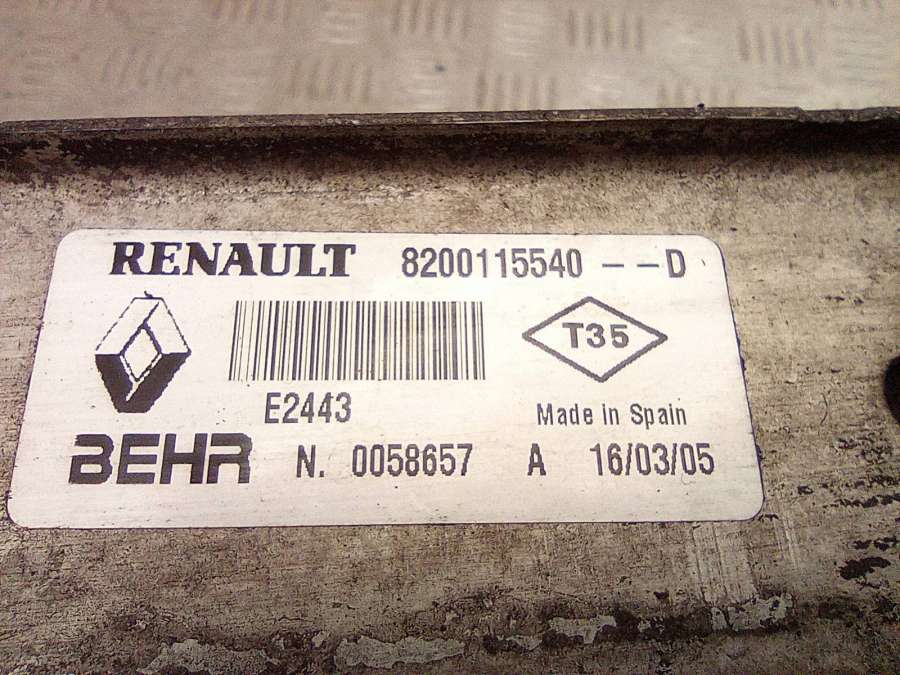 RENAULT 8200115540 --D
T35
E2443
Made in Spain
BEHR N. 0058657 A 16/03/05